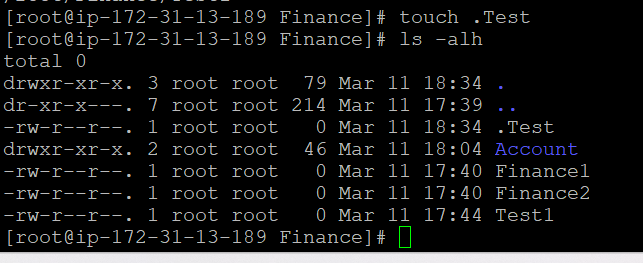 [root@ip-172-31-13-189 Finance]# touch .Test
[root@ip-172-31-13-189 Finance]# ls -alh
total 0
drwxr-xr-x. 3 root root  79 Mar 11 18:34 .
dr-xr-x---. 7 root root 214 Mar 11 17:39 ..
-rw-r--r--. 1 root root   0 Mar 11 18:34 .Test
drwxr-xr-x. 2 root root  46 Mar 11 18:04 Account
-rw-r--r--. 1 root root   0 Mar 11 17:40 Finance1
-rw-r--r--. 1 root root   0 Mar 11 17:40 Finance2
-rw-r--r--. 1 root root   0 Mar 11 17:44 Test1
[root@ip-172-31-13-189 Finance]#